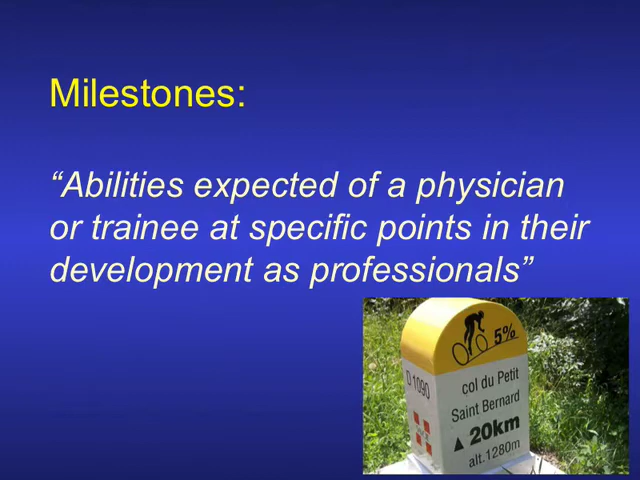 Milestones:
“Abilities expected of a physician
or trainee at specific points in their
development as professionals”
5%
D 1090
col du Petit
Saint Bernard
▲ 20km
alt.1280m